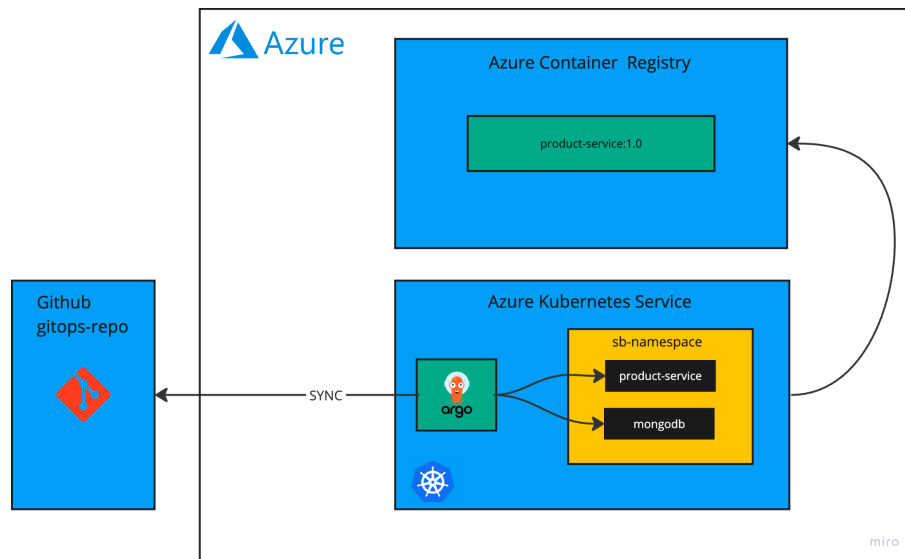 Azure
Azure Container Registry
product-service:1.0
Github
gitops-repo
Azure Kubernetes Service
sb-namespace
product-service
mongodb
argo
SYNC
miro